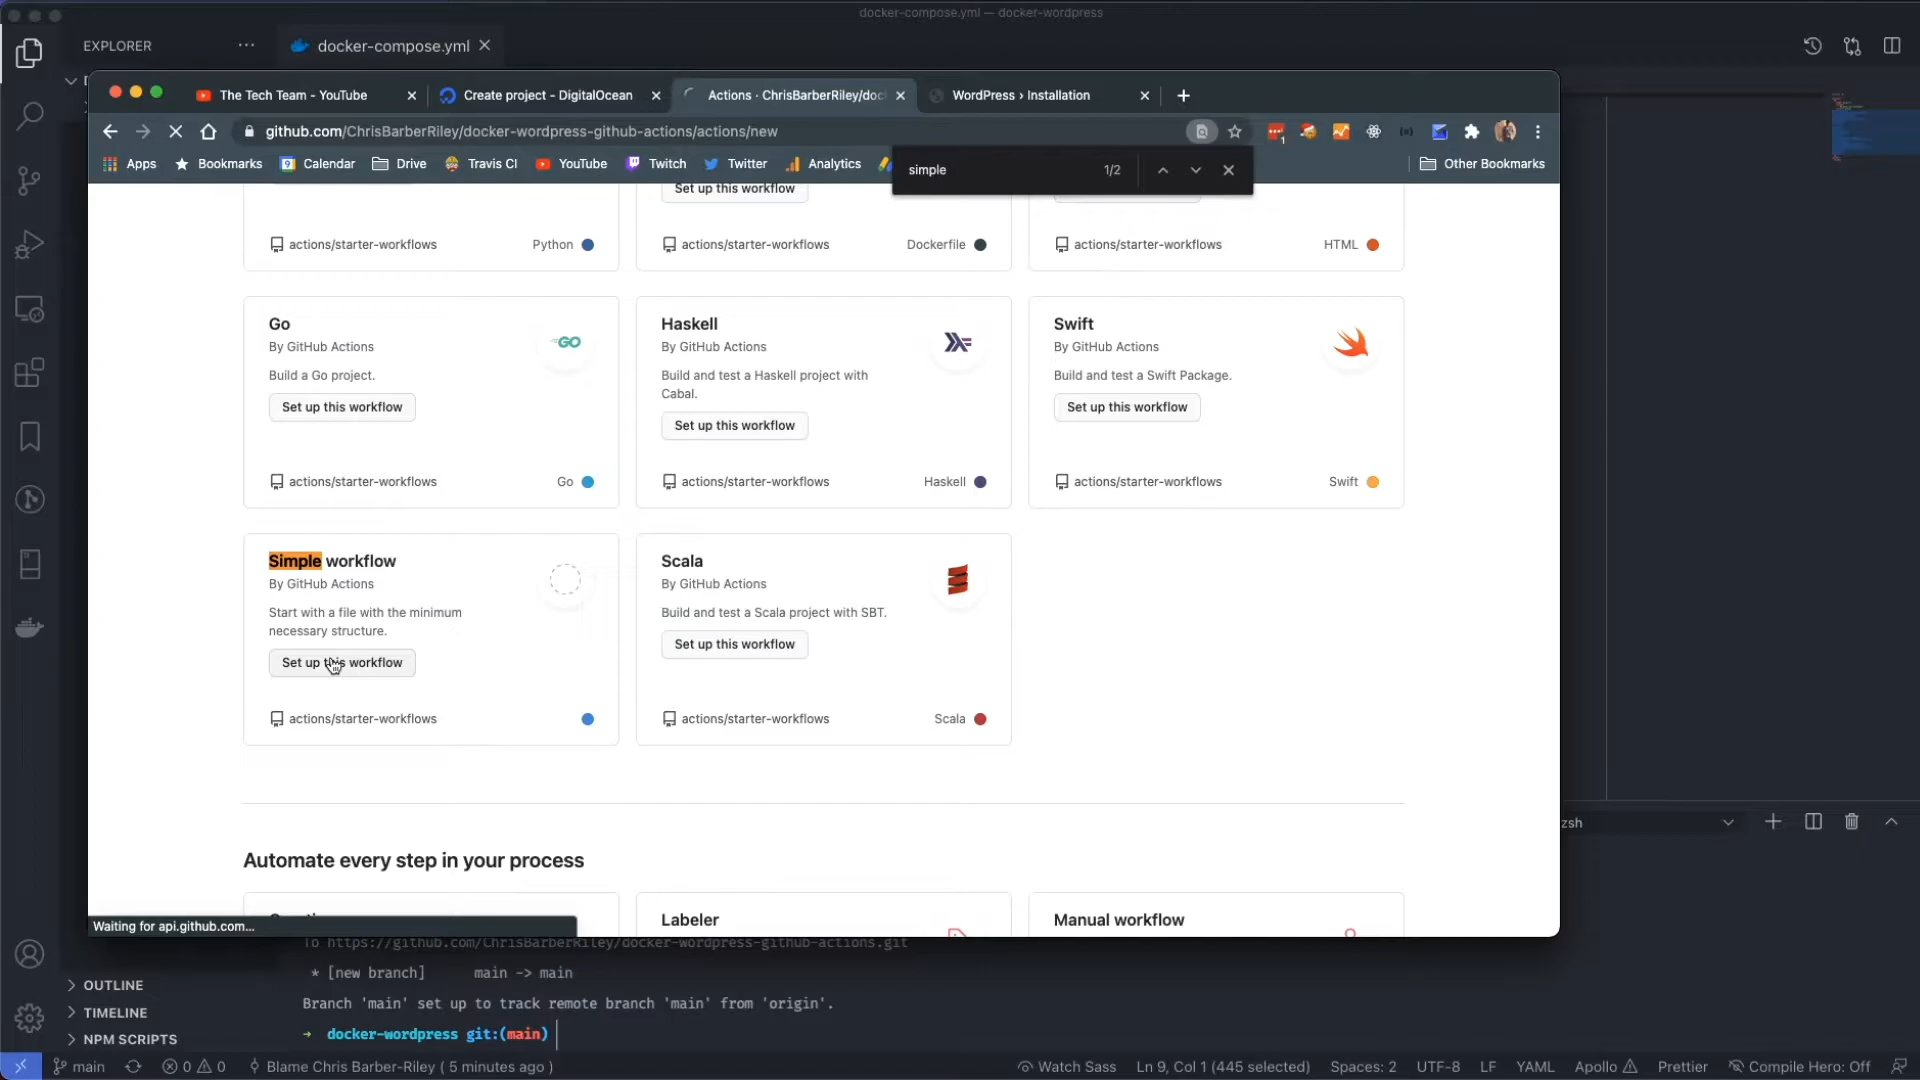 docker-compose.yml — docker-wordpress
EXPLORER
docker-compose.yml
The Tech Team - YouTube
Create project - DigitalOcean
Actions · ChrisBarberRiley/doc
WordPress › Installation
github.com/ChrisBarberRiley/docker-wordpress-github-actions/actions/new
Apps
Bookmarks
Calendar
Drive
Travis CI
YouTube
Twitch
Twitter
Analytics
Other Bookmarks
simple
1/2
Set up this workflow
actions/starter-workflows
Python
actions/starter-workflows
Dockerfile
actions/starter-workflows
HTML
Go
By GitHub Actions
Build a Go project.
Set up this workflow
actions/starter-workflows
Go
Haskell
By GitHub Actions
Build and test a Haskell project with
Cabal.
Set up this workflow
actions/starter-workflows
Haskell
Swift
By GitHub Actions
Build and test a Swift Package.
Set up this workflow
actions/starter-workflows
Swift
Simple workflow
By GitHub Actions
Start with a file with the minimum
necessary structure.
Set up this workflow
actions/starter-workflows
Scala
By GitHub Actions
Build and test a Scala project with SBT.
Set up this workflow
actions/starter-workflows
Scala
Automate every step in your process
Labeler
Manual workflow
Waiting for api.github.com...
zsh
To https://github.com/ChrisBarberRiley/docker-wordpress-github-actions.git
* [new branch] main -> main
Branch 'main' set up to track remote branch 'main' from 'origin'.
→ docker-wordpress git:(main)
OUTLINE
TIMELINE
NPM SCRIPTS
main
0
0
Blame Chris Barber-Riley ( 5 minutes ago )
Watch Sass
Ln 9, Col 1 (445 selected)
Spaces: 2
UTF-8
LF
YAML
Apollo
Prettier
Compile Hero: Off